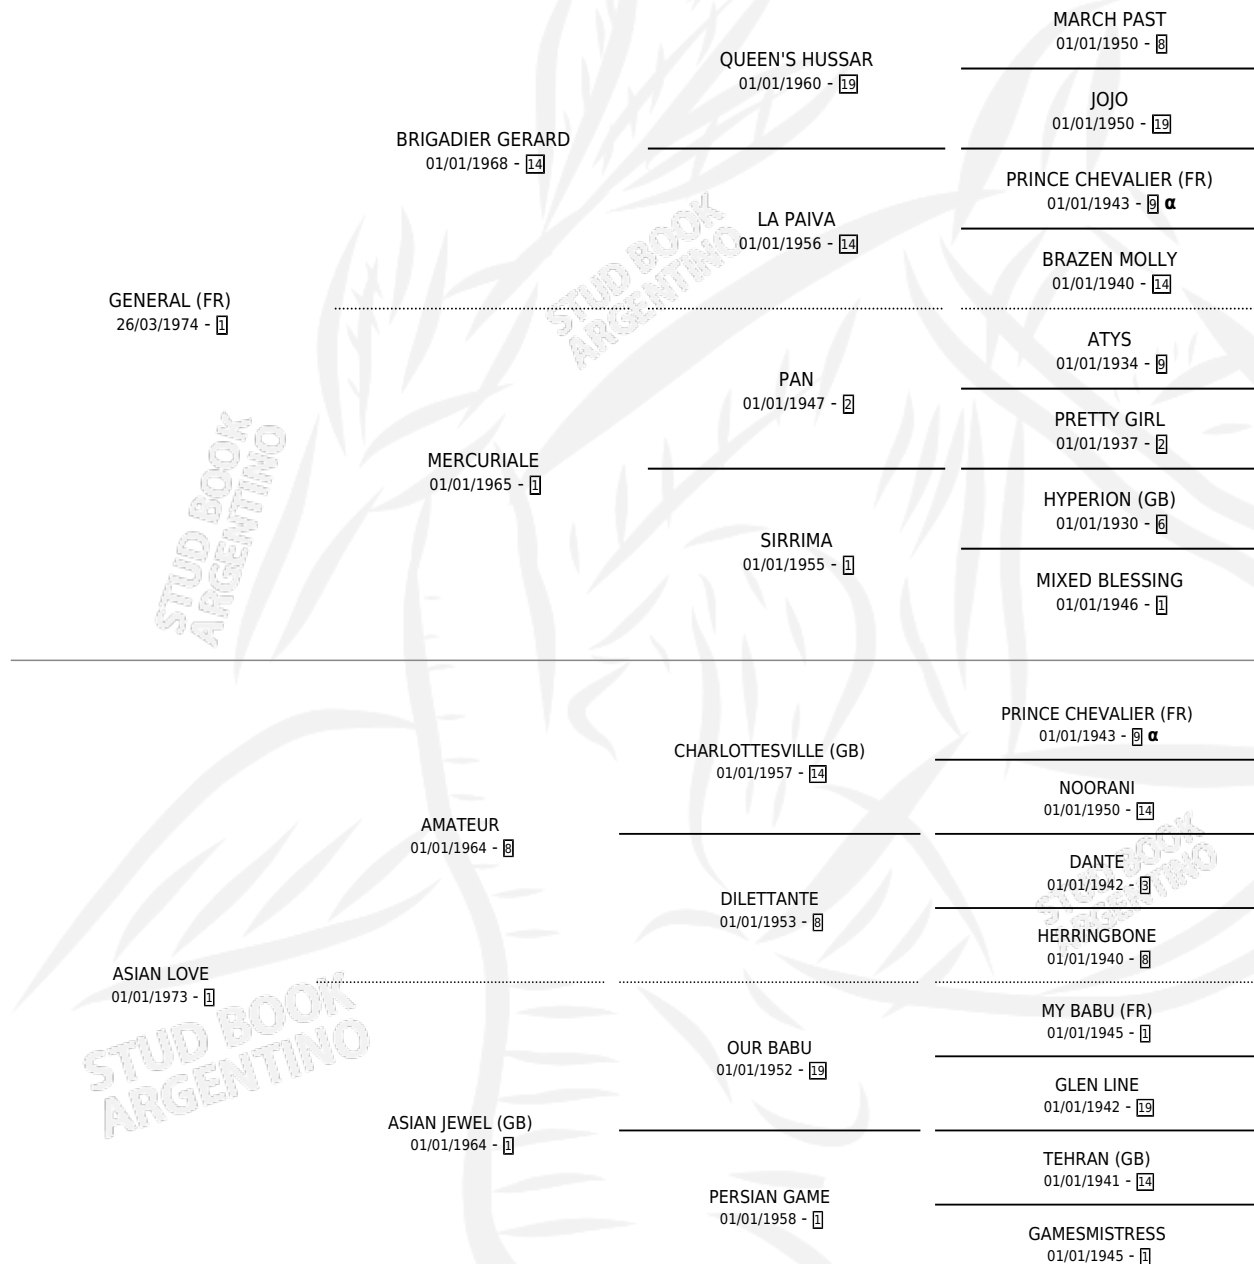 MARCH PAST
01/01/1950 - 8
QUEEN'S HUSSAR
01/01/1960 - 19
JOJO
01/01/1950 - 19
BRIGADIER GERARD
01/01/1968 - 14
PRINCE CHEVALIER (FR)
01/01/1943 - 9 α
LA PAIVA
01/01/1956 - 14
BRAZEN MOLLY
01/01/1940 - 14
GENERAL (FR)
26/03/1974 - 1
ATYS
01/01/1934 - 9
PAN
01/01/1947 - 2
PRETTY GIRL
01/01/1937 - 2
MERCURIALE
01/01/1965 - 1
HYPERION (GB)
01/01/1930 - 6
SIRRIMA
01/01/1955 - 1
MIXED BLESSING
01/01/1946 - 1
PRINCE CHEVALIER (FR)
01/01/1943 - 9 α
CHARLOTTESVILLE (GB)
01/01/1957 - 14
NOORANI
01/01/1950 - 14
AMATEUR
01/01/1964 - 8
DANTE
01/01/1942 - 3
DILETTANTE
01/01/1953 - 8
HERRINGBONE
01/01/1940 - 8
ASIAN LOVE
01/01/1973 - 1
MY BABU (FR)
01/01/1945 - 1
OUR BABU
01/01/1952 - 19
GLEN LINE
01/01/1942 - 19
ASIAN JEWEL (GB)
01/01/1964 - 1
TEHRAN (GB)
01/01/1941 - 14
PERSIAN GAME
01/01/1958 - 1
GAMESMISTRESS
01/01/1945 - 1
STUD BOOK
ARGENTINO
STUD BOOK
ARGENTINO
STUD BOOK
ARGENTINO
STUD BOOK
ARGENTINO